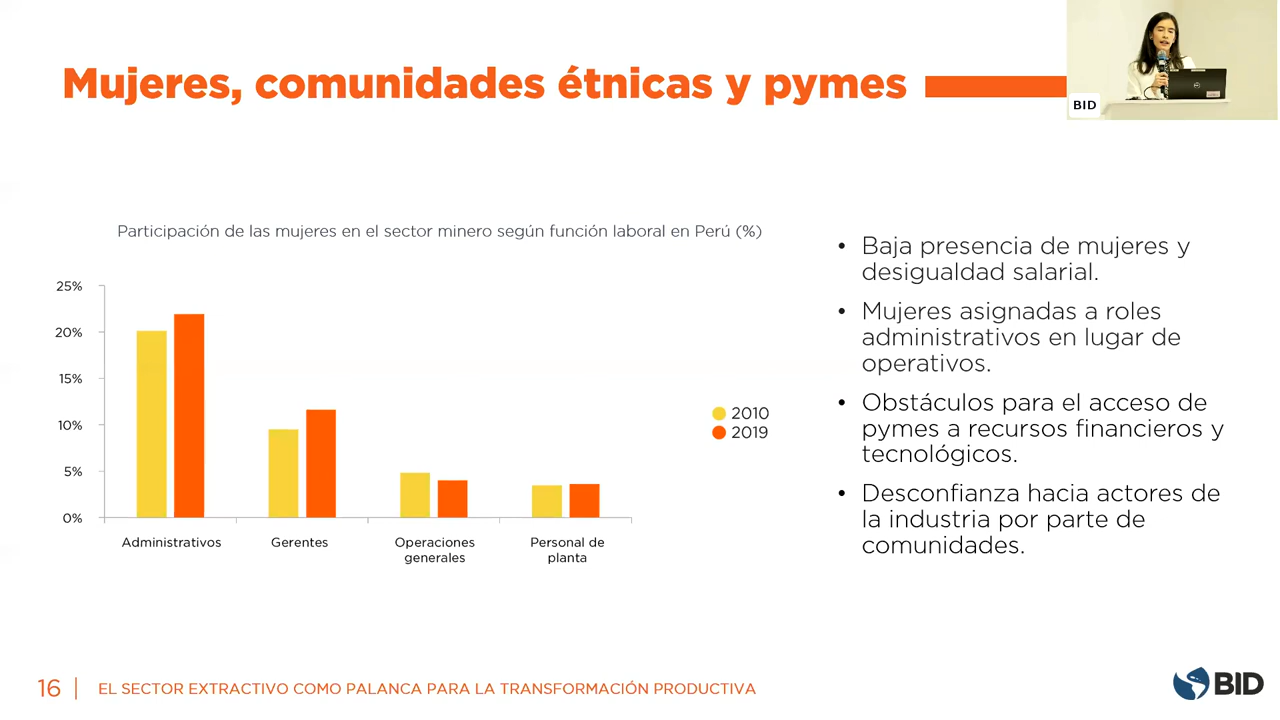 Mujeres, comunidades étnicas y pymes
BID
Participación de las mujeres en el sector minero según función laboral en Perú (%)
25%
20%
15%
10%
5%
0%
Administrativos
Gerentes
Operaciones
generales
Personal de
planta
2010
2019
• Baja presencia de mujeres y
desigualdad salarial.
• Mujeres asignadas a roles
administrativos en lugar de
operativos.
• Obstáculos para el acceso de
pymes a recursos financieros y
tecnológicos.
• Desconfianza hacia actores de
la industria por parte de
comunidades.
16 | EL SECTOR EXTRACTIVO COMO PALANCA PARA LA TRANSFORMACIÓN PRODUCTIVA
BID